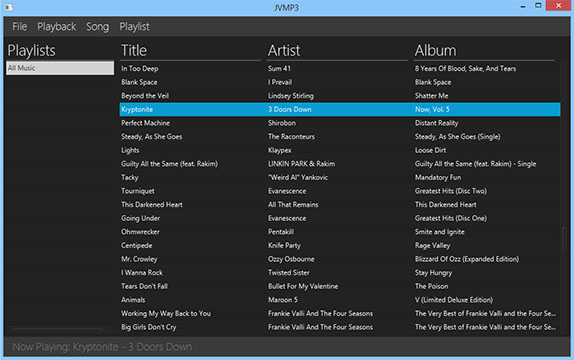 JVMP3
File Playback Song Playlist
Playlists Title Artist Album
All Music In Too Deep Sum 41 8 Years Of Blood, Sake, And Tears
Blank Space I Prevail Blank Space
Beyond the Veil Lindsey Stirling Shatter Me
Kryptonite 3 Doors Down Now, Vol. 5
Perfect Machine Shirobon Distant Reality
Steady, As She Goes The Raconteurs Steady, As She Goes (Single)
Lights Klaypex Loose Dirt
Guilty All the Same (feat. Rakim) LINKIN PARK & Rakim Guilty All the Same (feat. Rakim) - Single
Tacky "Weird Al" Yankovic Mandatory Fun
Tourniquet Evanescence Greatest Hits (Disc Two)
This Darkened Heart All That Remains This Darkened Heart
Going Under Evanescence Greatest Hits (Disc One)
Ohmwrecker Pentakill Smite and Ignite
Centipede Knife Party Rage Valley
Mr. Crowley Ozzy Osbourne Blizzard Of Ozz (Expanded Edition)
I Wanna Rock Twisted Sister Stay Hungry
Tears Don't Fall Bullet For My Valentine The Poison
Animals Maroon 5 V (Limited Deluxe Edition)
Working My Way Back to You Frankie Valli And The Four Seasons The Very Best of Frankie Valli and the Four Se...
Big Girls Don't Cry Frankie Valli And The Four Seasons The Very Best of Frankie Valli and the Four Se...
Now Playing: Kryptonite - 3 Doors Down